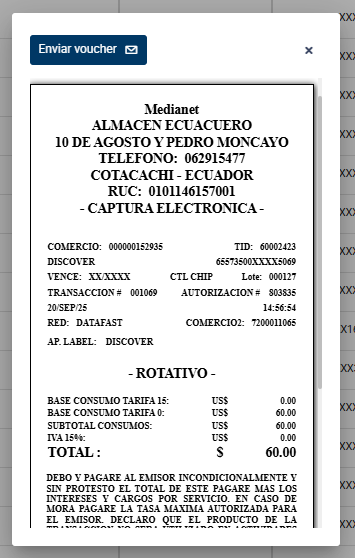 Enviar voucher
×
Medianet
ALMACEN ECUACUERO
10 DE AGOSTO Y PEDRO MONCAYO
TELEFONO: 062915477
COTACACHI - ECUADOR
RUC: 0101146157001
- CAPTURA ELECTRONICA -
COMERCIO: 000000152935 TID: 60002423
DISCOVER 65573500XXXX5069
VENCE: XX/XXXX CTL CHIP Lote: 000127
TRANSACCION # 001069 AUTORIZACION # 803835
20/SEP/25 14:56:54
RED: DATAFAST COMERCIO2: 7200011065
AP. LABEL: DISCOVER
- ROTATIVO -
BASE CONSUMO TARIFA 15: US$ 0.00
BASE CONSUMO TARIFA 0: US$ 60.00
SUBTOTAL CONSUMOS: US$ 60.00
IVA 15%: US$ 0.00
TOTAL : $ 60.00
DEBO Y PAGARE AL EMISOR INCONDICIONALMENTE Y
SIN PROTESTO EL TOTAL DE ESTE PAGARE MAS LOS
INTERESES Y CARGOS POR SERVICIO. EN CASO DE
MORA PAGARE LA TASA MAXIMA AUTORIZADA PARA
EL EMISOR. DECLARO QUE EL PRODUCTO DE LA
TRANSACCION NO SERA UTILIZADO EN ACTIVIDADES